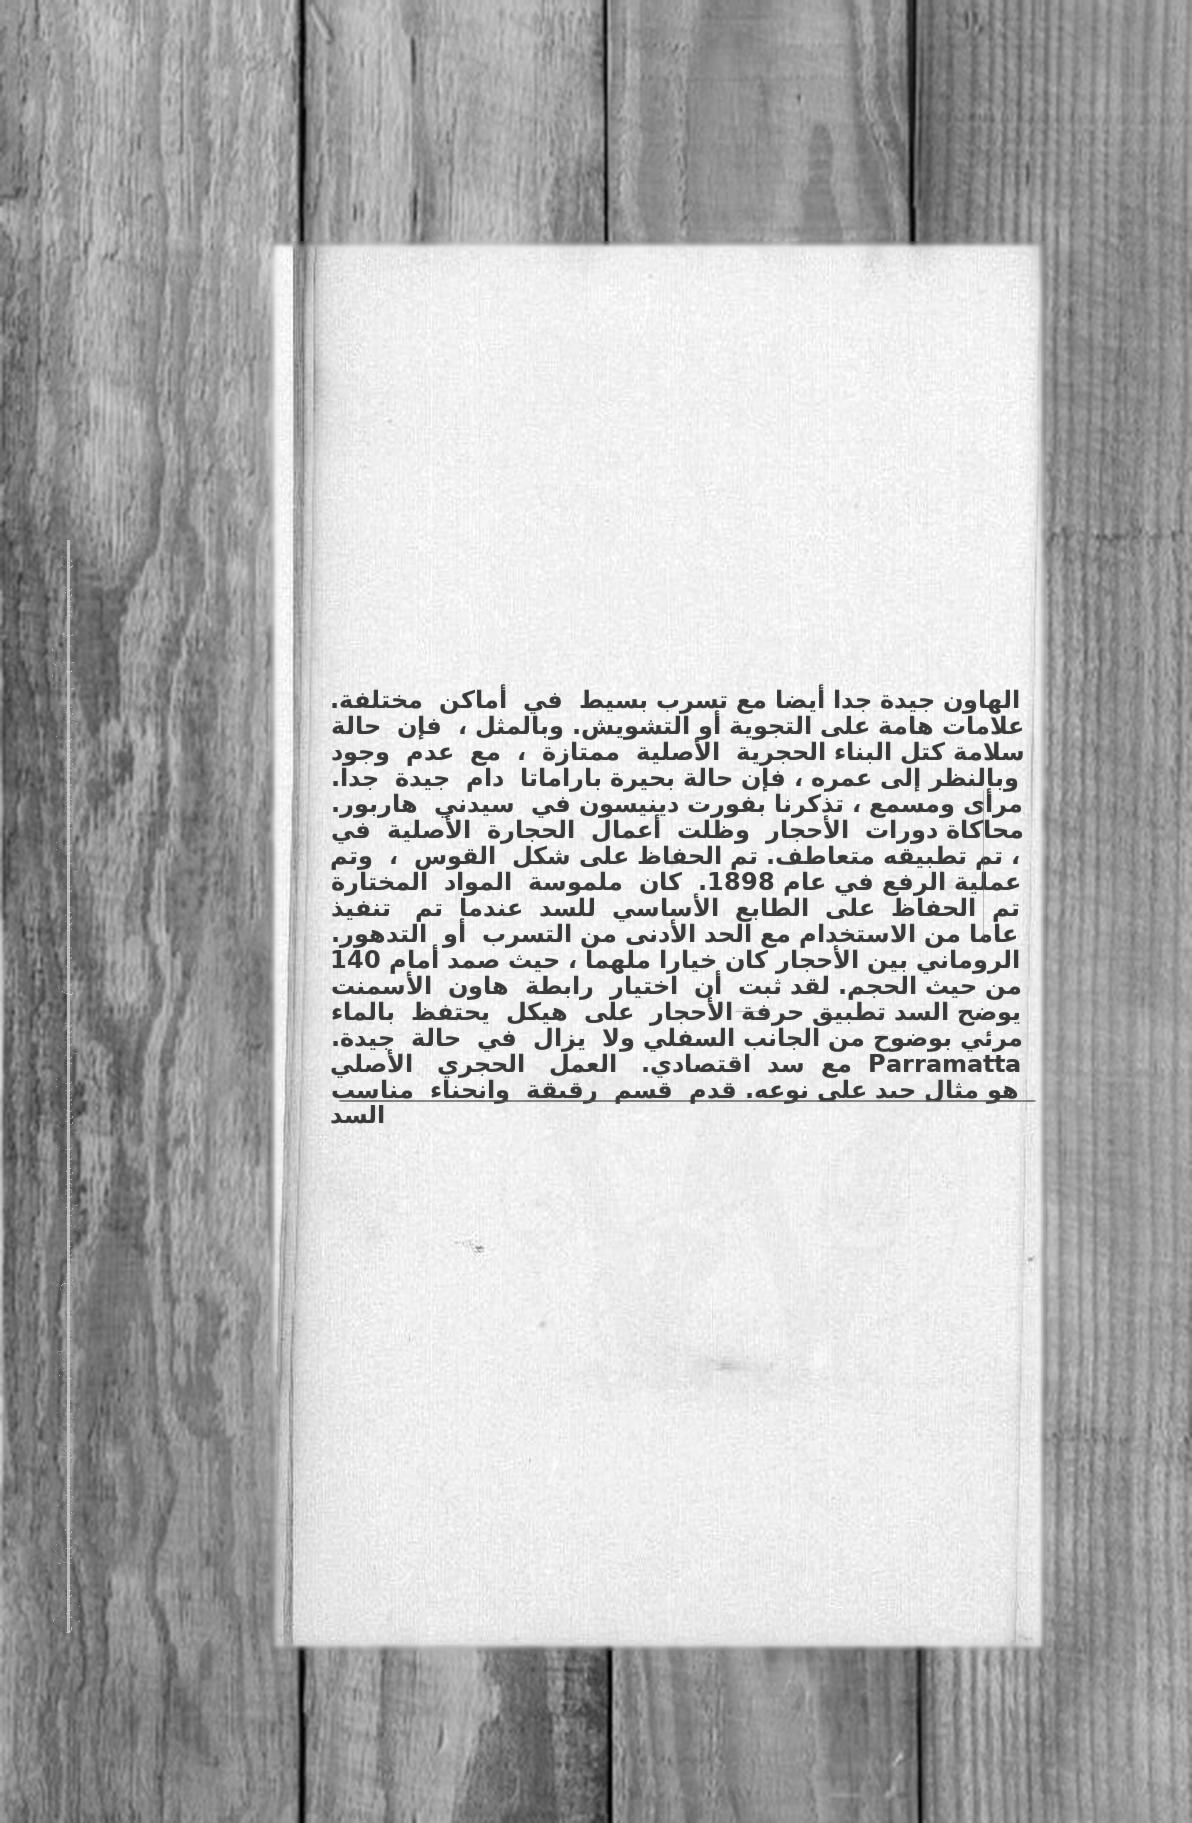 الهاون جيدة جدا أيضا مع تسرب بسيط في أماكن مختلفة.
علامات هامة على التجوية أو التشويش. وبالمثل ، فإن حالة
سلامة كتل البناء الحجرية الأصلية ممتازة ، مع عدم وجود
وبالنظر إلى عمره ، فإن حالة بحيرة باراماتا دام جيدة جدا.
مرأى ومسمع ، تذكرنا بفورت دينيسون في سيدني هاربور.
محاكاة دورات الأحجار وظلت أعمال الحجارة الأصلية في
، تم تطبيقه متعاطف. تم الحفاظ على شكل القوس ، وتم
عملية الرفع في عام 1898. كان ملموسة المواد المختارة
تم الحفاظ على الطابع الأساسي للسد عندما تم تنفيذ
عاما من الاستخدام مع الحد الأدنى من التسرب أو التدهور.
الروماني بين الأحجار كان خيارا ملهما ، حيث صمد أمام 140
من حيث الحجم. لقد ثبت أن اختيار رابطة هاون الأسمنت
يوضح السد تطبيق حرفة الأحجار على هيكل يحتفظ بالماء
مرئي بوضوح من الجانب السفلي ولا يزال في حالة جيدة.
Parramatta مع سد اقتصادي. العمل الحجري الأصلي
هو مثال جيد على نوعه. قدم قسم رقيقة وانحناء مناسب
السد